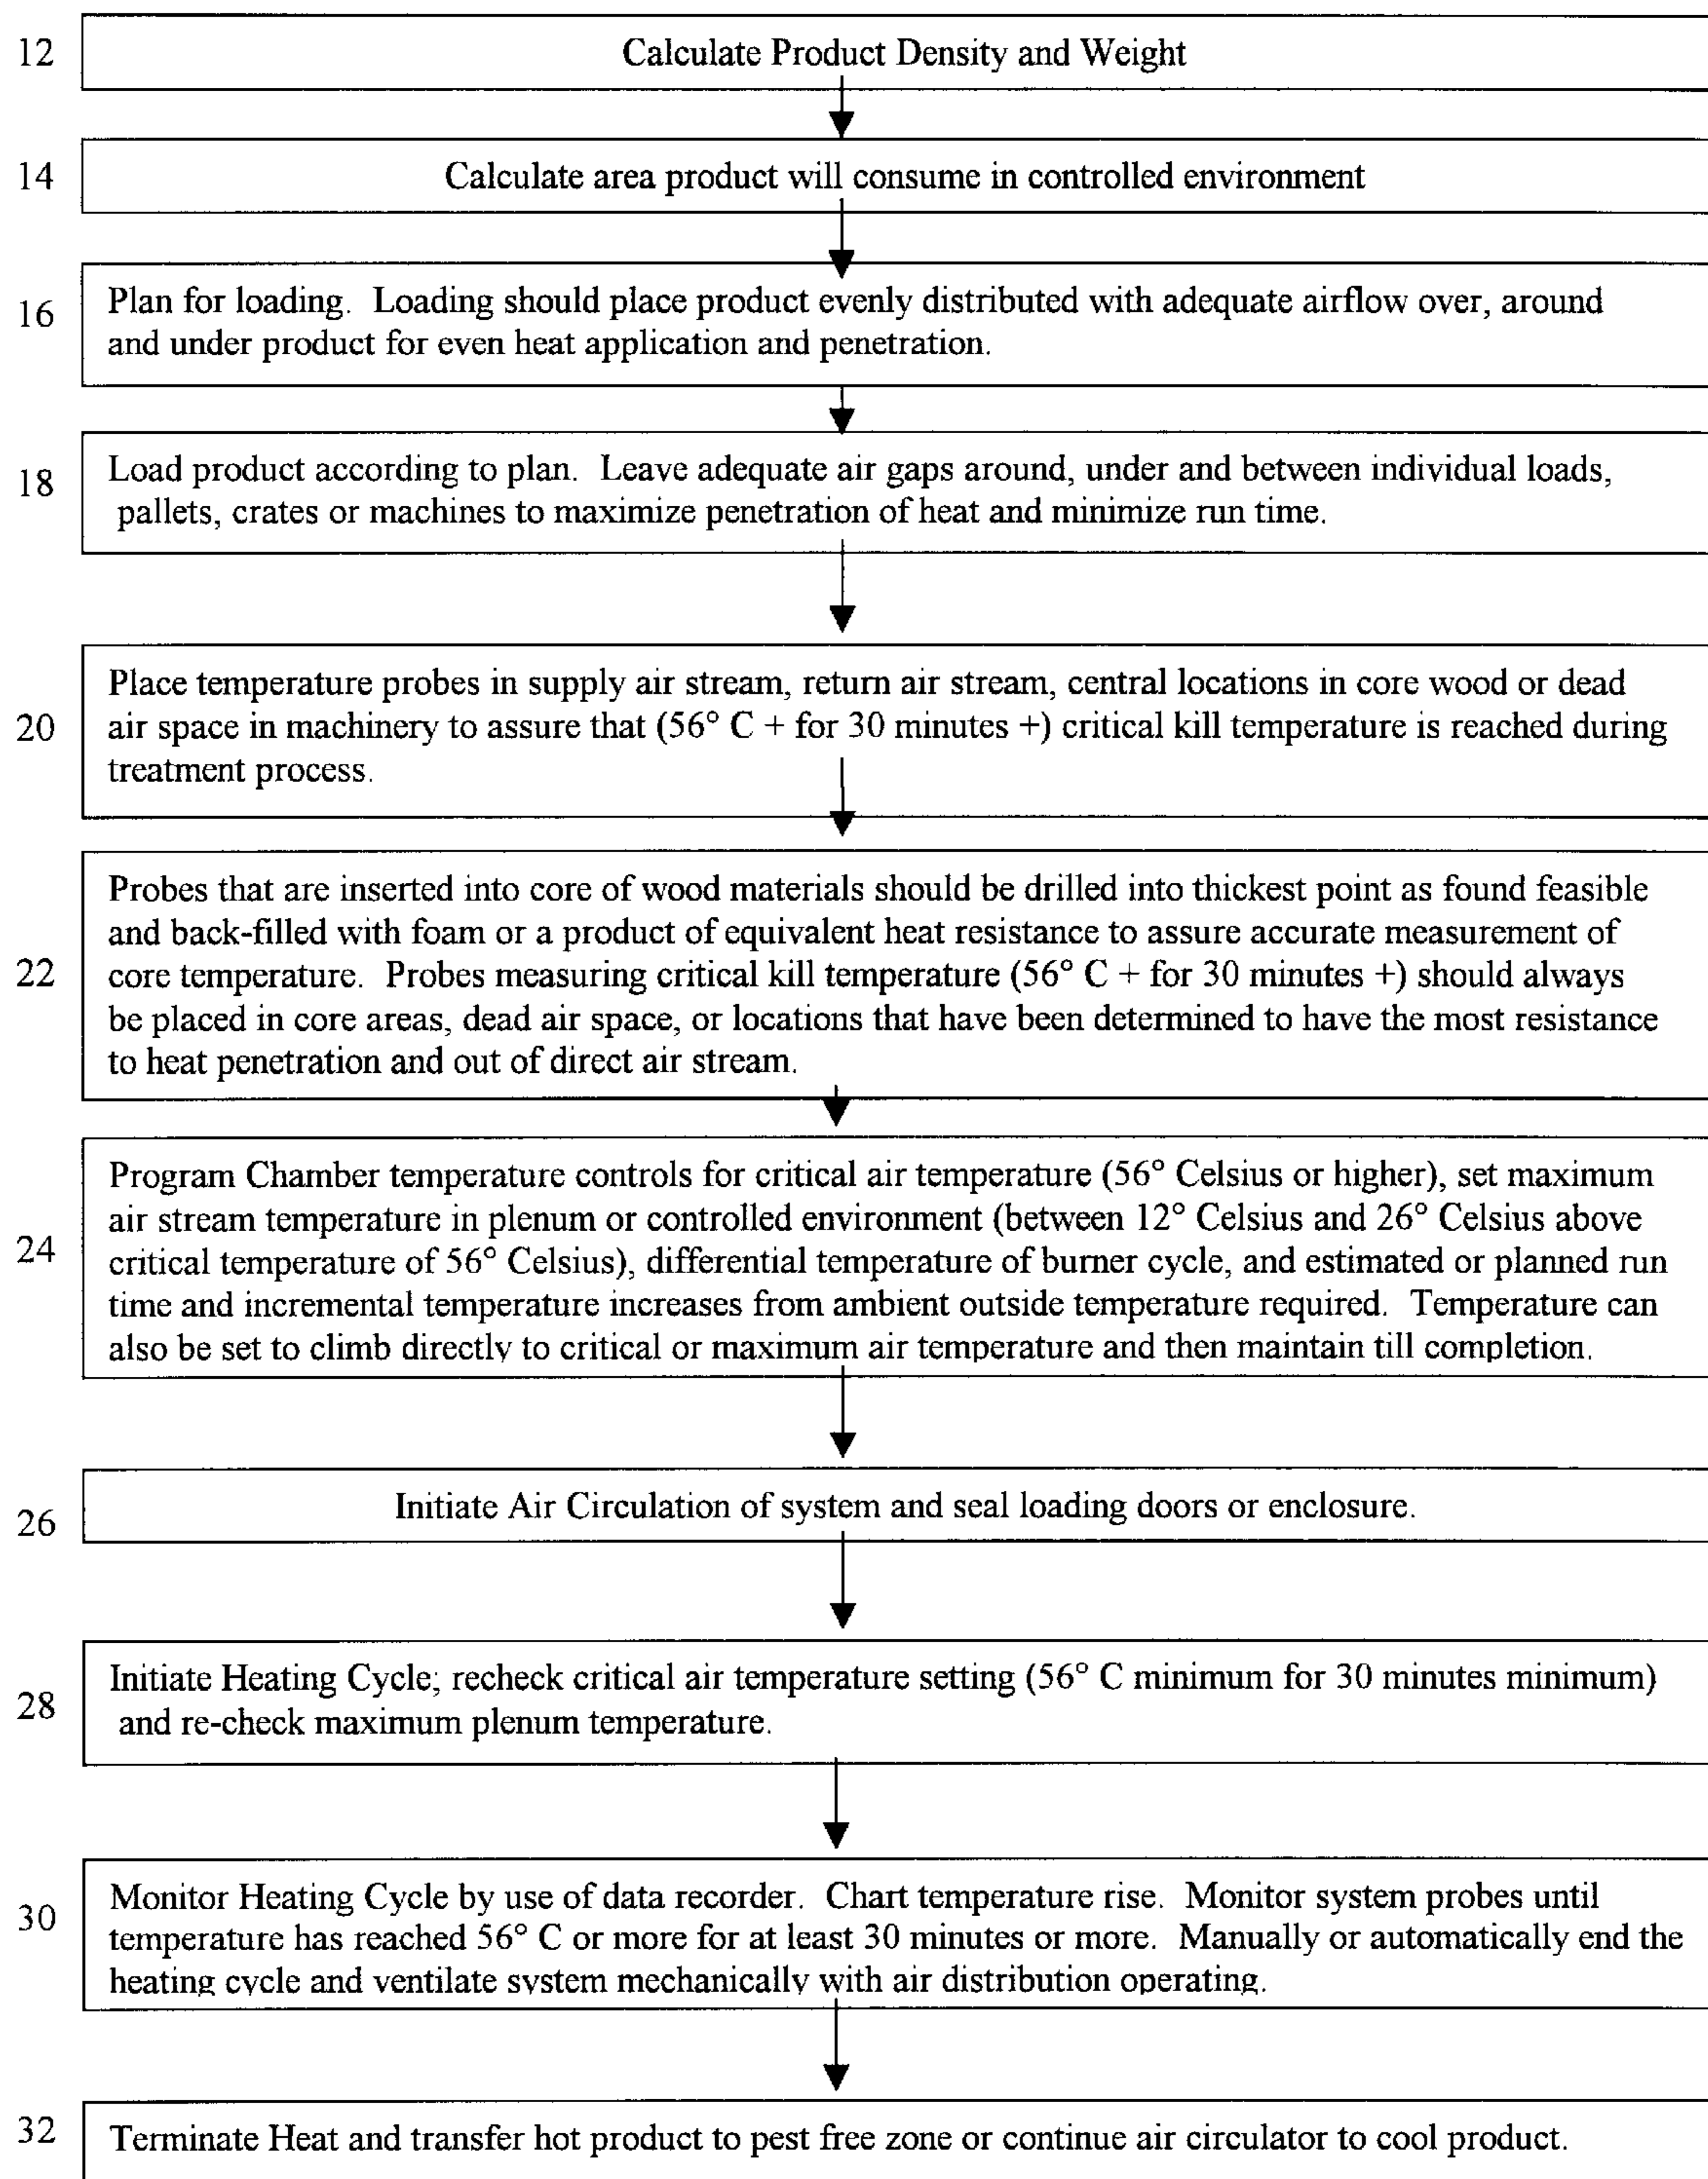 12
Calculate Product Density and Weight
14
Calculate area product will consume in controlled environment
16
Plan for loading. Loading should place product evenly distributed with adequate airflow over, around
and under product for even heat application and penetration.
18
Load product according to plan. Leave adequate air gaps around, under and between individual loads,
pallets, crates or machines to maximize penetration of heat and minimize run time.
20
Place temperature probes in supply air stream, return air stream, central locations in core wood or dead
air space in machinery to assure that (56° C + for 30 minutes +) critical kill temperature is reached during
treatment process.
22
Probes that are inserted into core of wood materials should be drilled into thickest point as found feasible
and back-filled with foam or a product of equivalent heat resistance to assure accurate measurement of
core temperature. Probes measuring critical kill temperature (56° C + for 30 minutes +) should always
be placed in core areas, dead air space, or locations that have been determined to have the most resistance
to heat penetration and out of direct air stream.
24
Program Chamber temperature controls for critical air temperature (56° Celsius or higher), set maximum
air stream temperature in plenum or controlled environment (between 12° Celsius and 26° Celsius above
critical temperature of 56° Celsius), differential temperature of burner cycle, and estimated or planned run
time and incremental temperature increases from ambient outside temperature required. Temperature can
also be set to climb directly to critical or maximum air temperature and then maintain till completion.
26
Initiate Air Circulation of system and seal loading doors or enclosure.
28
Initiate Heating Cycle; recheck critical air temperature setting (56° C minimum for 30 minutes minimum)
and re-check maximum plenum temperature.
30
Monitor Heating Cycle by use of data recorder. Chart temperature rise. Monitor system probes until
temperature has reached 56° C or more for at least 30 minutes or more. Manually or automatically end the
heating cycle and ventilate system mechanically with air distribution operating.
32
Terminate Heat and transfer hot product to pest free zone or continue air circulator to cool product.